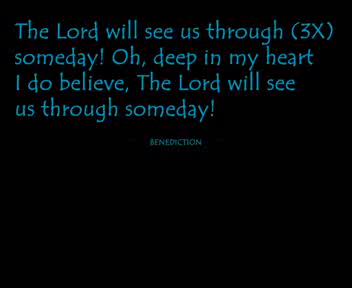 The Lord will see us through (3X)
someday! Oh, deep in my heart
I do believe, The Lord will see
us through someday!
BENEDICTION